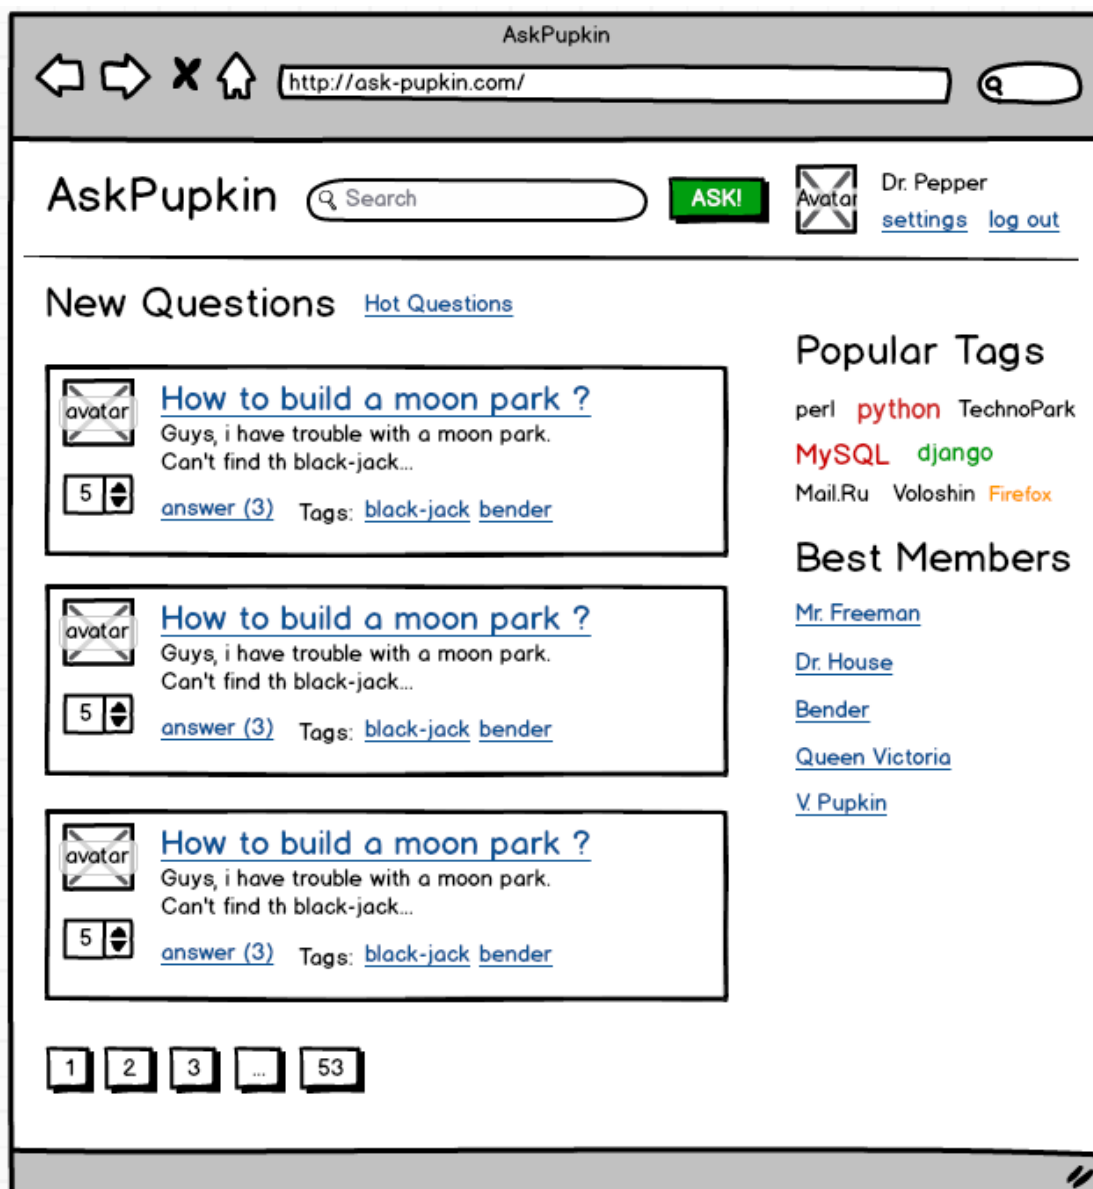 AskPupkin
http://ask-pupkin.com/
AskPupkin
Search
ASK!
Avatar
Dr. Pepper
settings log out
New Questions Hot Questions
avatar
How to build a moon park ?
Guys, i have trouble with a moon park.
Can't find th black-jack...
5
answer (3) Tags: black-jack bender
avatar
How to build a moon park ?
Guys, i have trouble with a moon park.
Can't find th black-jack...
5
answer (3) Tags: black-jack bender
avatar
How to build a moon park ?
Guys, i have trouble with a moon park.
Can't find th black-jack...
5
answer (3) Tags: black-jack bender
1 2 3 ... 53
Popular Tags
perl python TechnoPark
MySQL django
Mail.Ru Voloshin Firefox
Best Members
Mr. Freeman
Dr. House
Bender
Queen Victoria
V. Pupkin